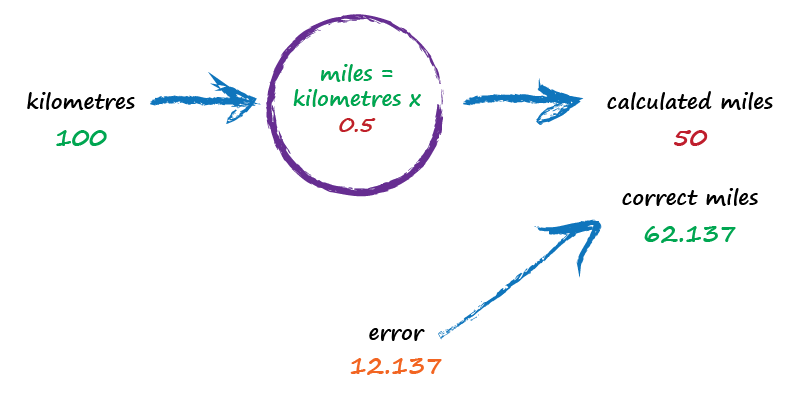 kilometres
100
miles =
kilometres x
0.5
calculated miles
50
correct miles
62.137
error
12.137